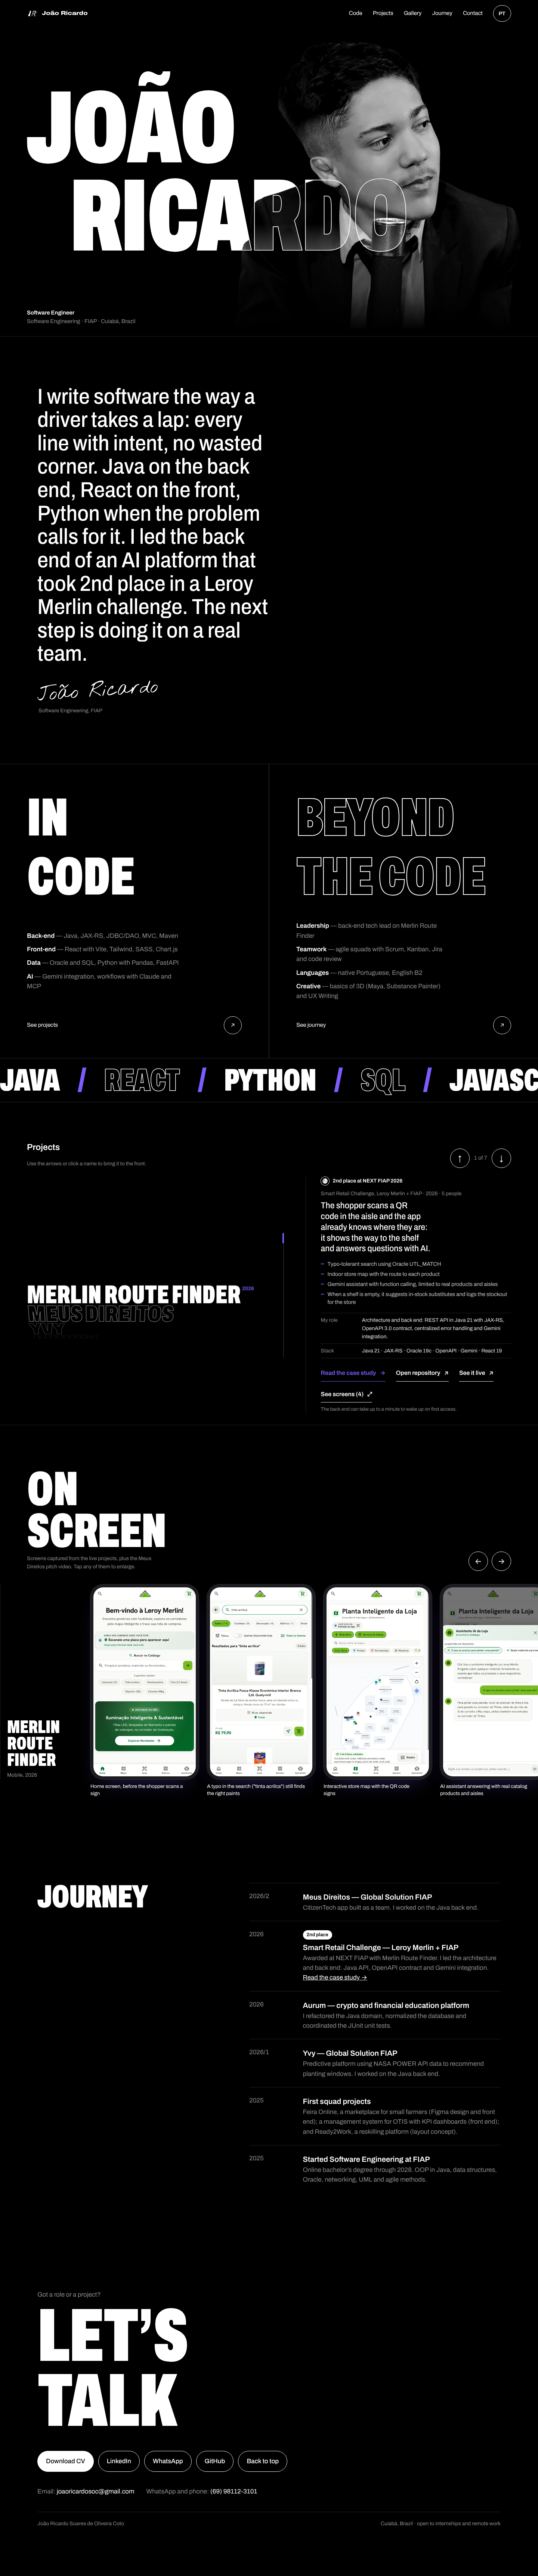 JR João Ricardo
Code
Projects
Gallery
Journey
Contact
PT
JOÃO
RICARDO
Software Engineer
Software Engineering · FIAP · Cuiabá, Brazil
I write software the way a
driver takes a lap: every
line with intent, no wasted
corner. Java on the back
end, React on the front,
Python when the problem
calls for it. I led the back
end of an AI platform that
took 2nd place in a Leroy
Merlin challenge. The next
step is doing it on a real
team.
João Ricardo
Software Engineering, FIAP
IN
CODE
Back-end — Java, JAX-RS, JDBC/DAO, MVC, Maven
Front-end — React with Vite, Tailwind, SASS, Chart.js
Data — Oracle and SQL, Python with Pandas, FastAPI
AI — Gemini integration, workflows with Claude and
MCP
See projects
BEYOND
THE CODE
Leadership — back-end tech lead on Merlin Route
Finder
Teamwork — agile squads with Scrum, Kanban, Jira
and code review
Languages — native Portuguese, English B2
Creative — basics of 3D (Maya, Substance Painter)
and UX Writing
See journey
JAVA / REACT / PYTHON / SQL / JAVASC
Projects
Use the arrows or click a name to bring it to the front.
↑ 1 of 7 ↓
MERLIN ROUTE FINDER 2026
MEUS DIREITOS
YVY
2nd place at NEXT FIAP 2026
Smart Retail Challenge, Leroy Merlin + FIAP · 2026 · 5 people
The shopper scans a QR
code in the aisle and the app
already knows where they are:
it shows the way to the shelf
and answers questions with AI.
Typo-tolerant search using Oracle UTL_MATCH
Indoor store map with the route to each product
Gemini assistant with function calling, limited to real products and aisles
When a shelf is empty, it suggests in-stock substitutes and logs the stockout
for the store
My role
Architecture and back end: REST API in Java 21 with JAX-RS,
OpenAPI 3.0 contract, centralized error handling and Gemini
integration.
Stack
Java 21 · JAX-RS · Oracle 19c · OpenAPI · Gemini · React 19
Read the case study →
Open repository ↗
See it live ↗
See screens (4)
The back end can take up to a minute to wake up on first access.
ON
SCREEN
Screens captured from the live projects, plus the Meus
Direitos pitch video. Tap any of them to enlarge.
← →
MERLIN
ROUTE
FINDER
Mobile, 2026
Bem-vindo à Leroy Merlin!
Iluminação Inteligente & Sustentável
Home screen, before the shopper scans a
sign
Resultados para "tinta acrilca"
R$ 79,90
A typo in the search ("tinta acrilca") still finds
the right paints
Planta Inteligente da Loja
Interactive store map with the QR code
signs
Planta Inteligente da Loja
Assistente da Loja
AI assistant answering with real catalog
products and aisles
JOURNEY
2026/2
Meus Direitos — Global Solution FIAP
CitizenTech app built as a team. I worked on the Java back end.
2026
2nd place
Smart Retail Challenge — Leroy Merlin + FIAP
Awarded at NEXT FIAP with Merlin Route Finder. I led the architecture
and back end: Java API, OpenAPI contract and Gemini integration.
Read the case study →
2026
Aurum — crypto and financial education platform
I refactored the Java domain, normalized the database and
coordinated the JUnit unit tests.
2026/1
Yvy — Global Solution FIAP
Predictive platform using NASA POWER API data to recommend
planting windows. I worked on the Java back end.
2025
First squad projects
Feira Online, a marketplace for small farmers (Figma design and front
end); a management system for OTIS with KPI dashboards (front end);
and Ready2Work, a reskilling platform (layout concept).
2025
Started Software Engineering at FIAP
Online bachelor's degree through 2028. OOP in Java, data structures,
Oracle, networking, UML and agile methods.
Got a role or a project?
LET'S
TALK
Download CV
LinkedIn
WhatsApp
GitHub
Back to top
Email: joaoricardosoc@gmail.com
WhatsApp and phone: (69) 98112-3101
João Ricardo Soares de Oliveira Coto
Cuiabá, Brazil · open to internships and remote work